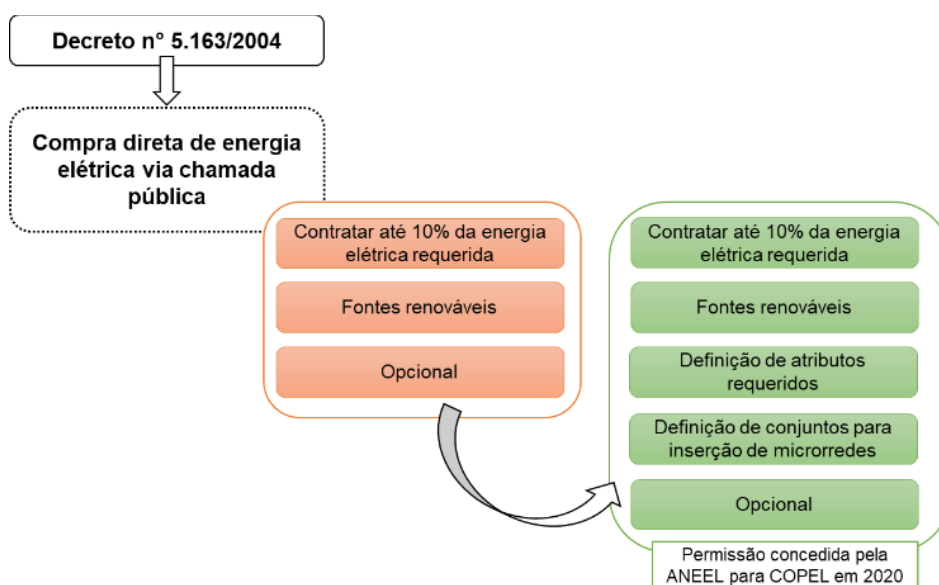 Decreto n° 5.163/2004
Compra direta de energia
elétrica via chamada
pública
Contratar até 10% da energia
elétrica requerida
Fontes renováveis
Opcional
Contratar até 10% da energia
elétrica requerida
Fontes renováveis
Definição de atributos
requeridos
Definição de conjuntos para
inserção de microrredes
Opcional
Permissão concedida pela
ANEEL para COPEL em 2020